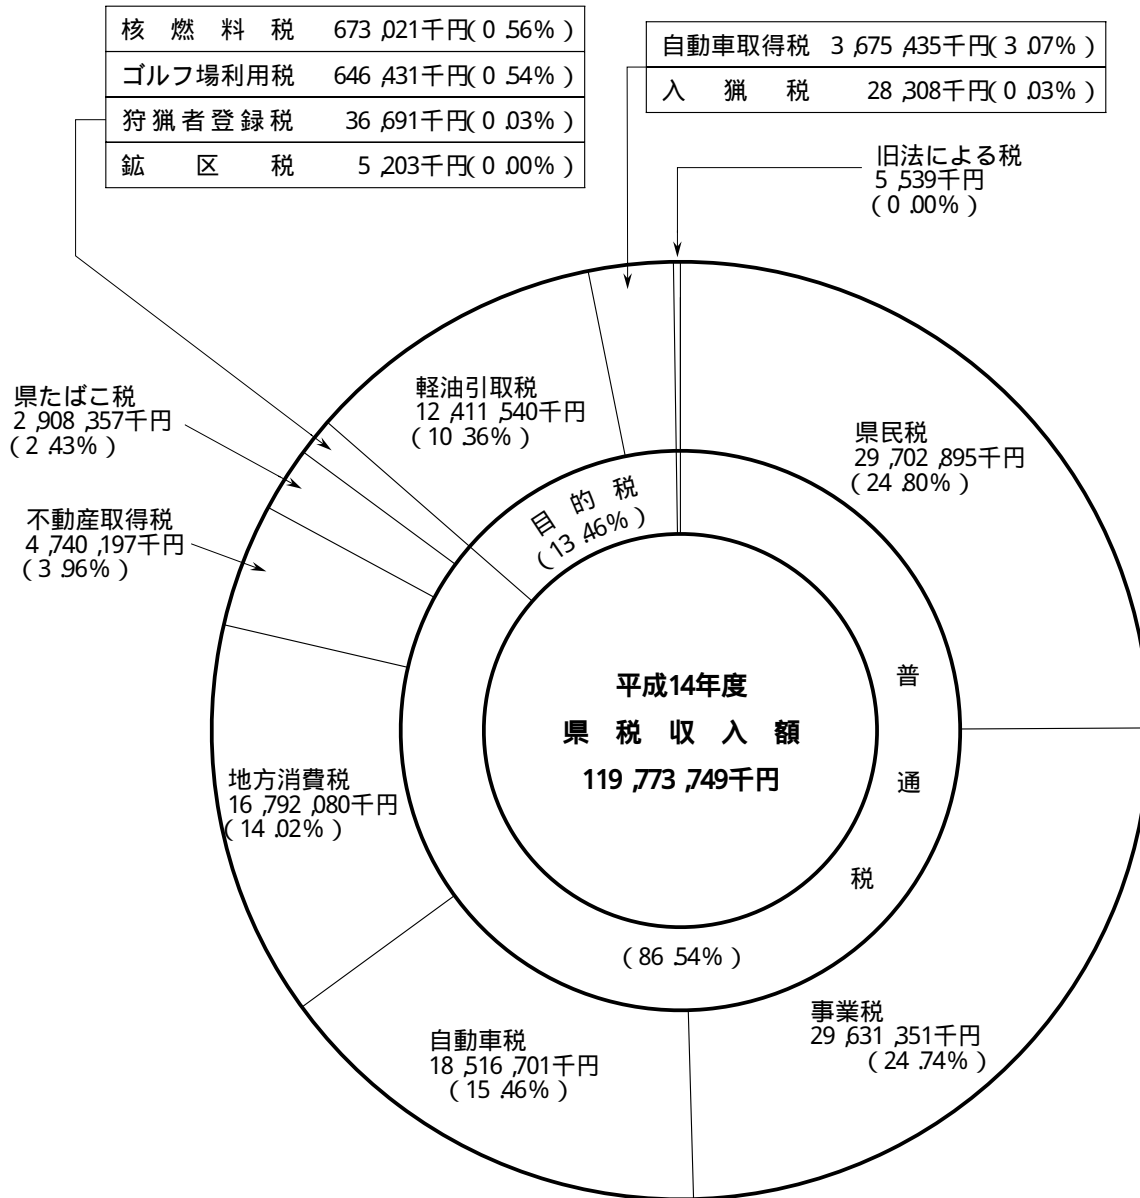 核燃料税 673,021千円(0.56%)
ゴルフ場利用税 646,431千円(0.54%)
狩猟者登録税 36,691千円(0.03%)
鉱区税 5,203千円(0.00%)
自動車取得税 3,675,435千円(3.07%)
入猟税 28,308千円(0.03%)
旧法による税
5,539千円
(0.00%)
県たばこ税
2,908,357千円
(2.43%)
不動産取得税
4,740,197千円
(3.96%)
軽油引取税
12,411,540千円
(10.36%)
県民税
29,702,895千円
(24.80%)
目的税
(13.46%)
平成14年度
県税収入額
119,773,749千円
普通税
(86.54%)
地方消費税
16,792,080千円
(14.02%)
自動車税
18,516,701千円
(15.46%)
事業税
29,631,351千円
(24.74%)